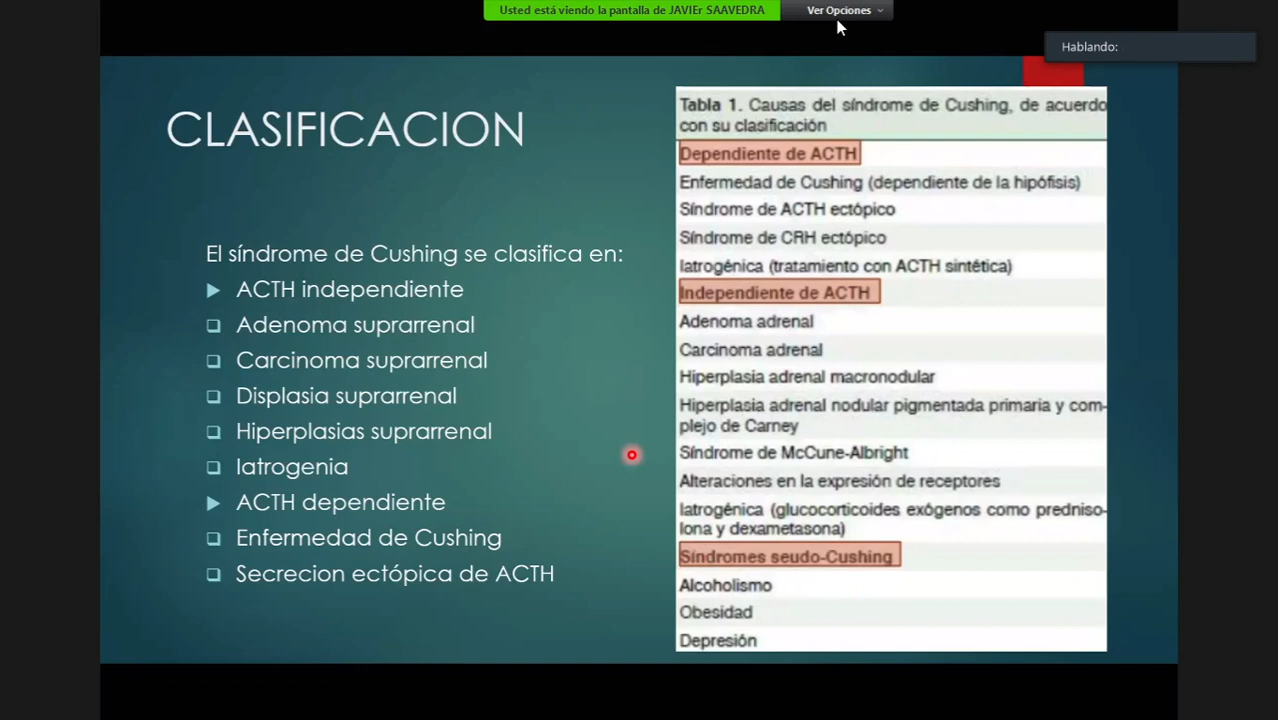 Usted está viendo la pantalla de JAVIEr SAAVEDRA
Ver Opciones
Hablando:
CLASIFICACION
El síndrome de Cushing se clasifica en:
ACTH independiente
Adenoma suprarrenal
Carcinoma suprarrenal
Displasia suprarrenal
Hiperplasias suprarrenal
Iatrogenia
ACTH dependiente
Enfermedad de Cushing
Secrecion ectópica de ACTH
Tabla 1. Causas del síndrome de Cushing, de acuerdo
con su clasificación
Dependiente de ACTH
Enfermedad de Cushing (dependiente de la hipófisis)
Síndrome de ACTH ectópico
Síndrome de CRH ectópico
Iatrogénica (tratamiento con ACTH sintética)
Independiente de ACTH
Adenoma adrenal
Carcinoma adrenal
Hiperplasia adrenal macronodular
Hiperplasia adrenal nodular pigmentada primaria y com-
plejo de Carney
Síndrome de McCune-Albright
Alteraciones en la expresión de receptores
Iatrogénica (glucocorticoides exógenos como predniso-
lona y dexametasona)
Síndromes seudo-Cushing
Alcoholismo
Obesidad
Depresión